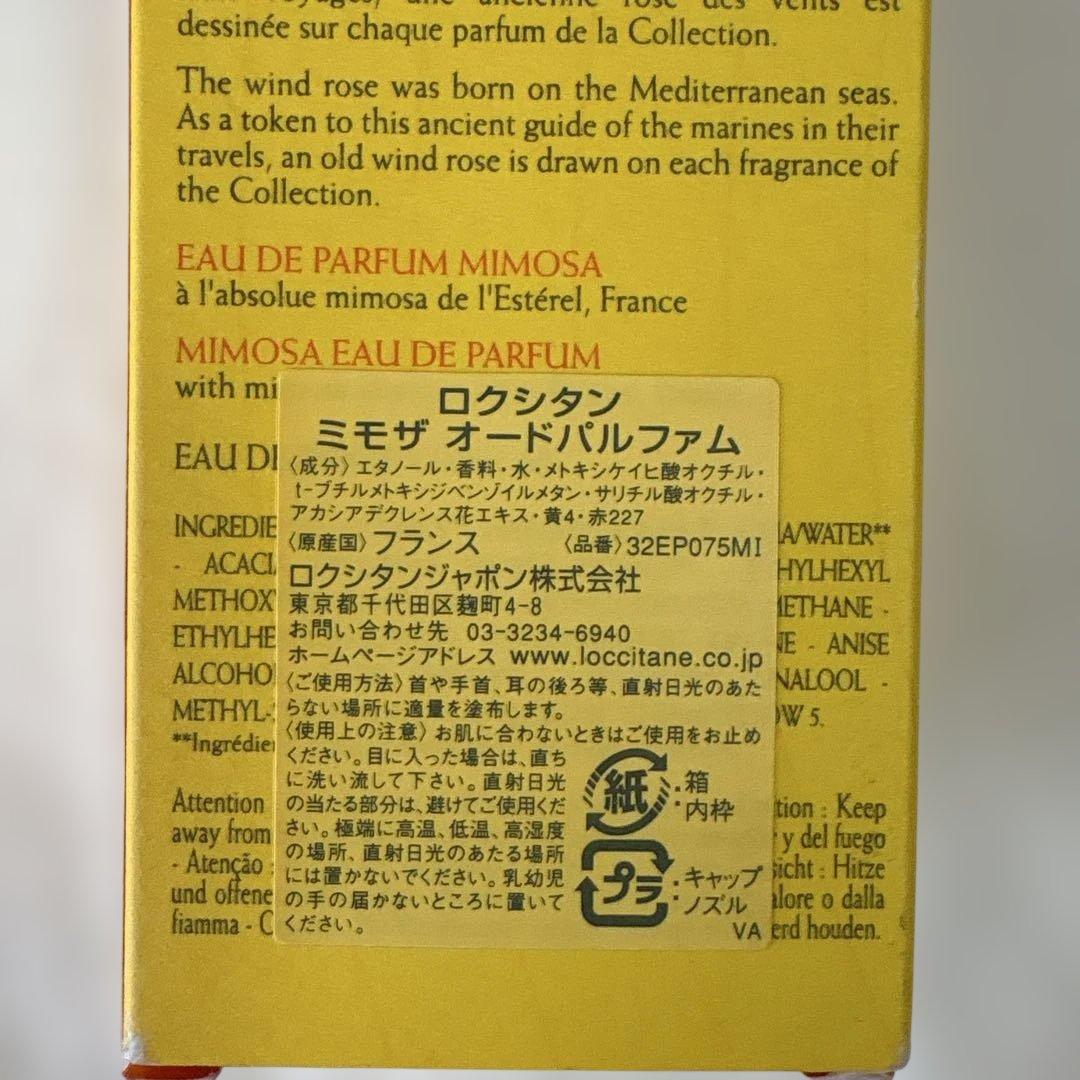 voyages, une ancienne rose des vents est
dessinée sur chaque parfum de la Collection.
The wind rose was born on the Mediterranean seas.
As a token to this ancient guide of the marines in their
travels, an old wind rose is drawn on each fragrance of
the Collection.
EAU DE PARFUM MIMOSA
à l'absolue mimosa de l'Estérel, France
MIMOSA EAU DE PARFUM
with mi
EAU DE
ロクシタン
ミモザ オードパルファム
〈成分〉エタノール・香料・水・メトキシケイヒ酸オクチル・
t-ブチルメトキシジベンゾイルメタン・サリチル酸オクチル・
アカシアデクレンス花エキス・黄4・赤227
〈原産国〉フランス 〈品番〉32EP075MI
ロクシタンジャポン株式会社
東京都千代田区麹町4-8
お問い合わせ先 03-3234-6940
ホームページアドレス www.loccitane.co.jp
〈ご使用方法〉首や手首、耳の後ろ等、直射日光のあた
らない場所に適量を塗布します。
〈使用上の注意〉お肌に合わないときはご使用をお止め
ください。目に入った場合は、直ち
に洗い流して下さい。直射日光
の当たる部分は、避けてご使用くだ
さい。極端に高温、低温、高湿度
の場所、直射日光のあたる場所
には置かないでください。乳幼児
の手の届かないところに置いて
ください。
紙 :箱
:内枠
プラ :キャップ
:ノズル
VA
INGREDIE A/WATER**
- ACACI HYLHEXYL
METHOX METHANE -
ETHYLHE NE - ANISE
ALCOHO NALOOL -
METHYL- OW 5.
**Ingrédie
Attention tion : Keep
away from r y del fuego
- Atenção : sicht : Hitze
und offene alore o dalla
fiamma - C erd houden.